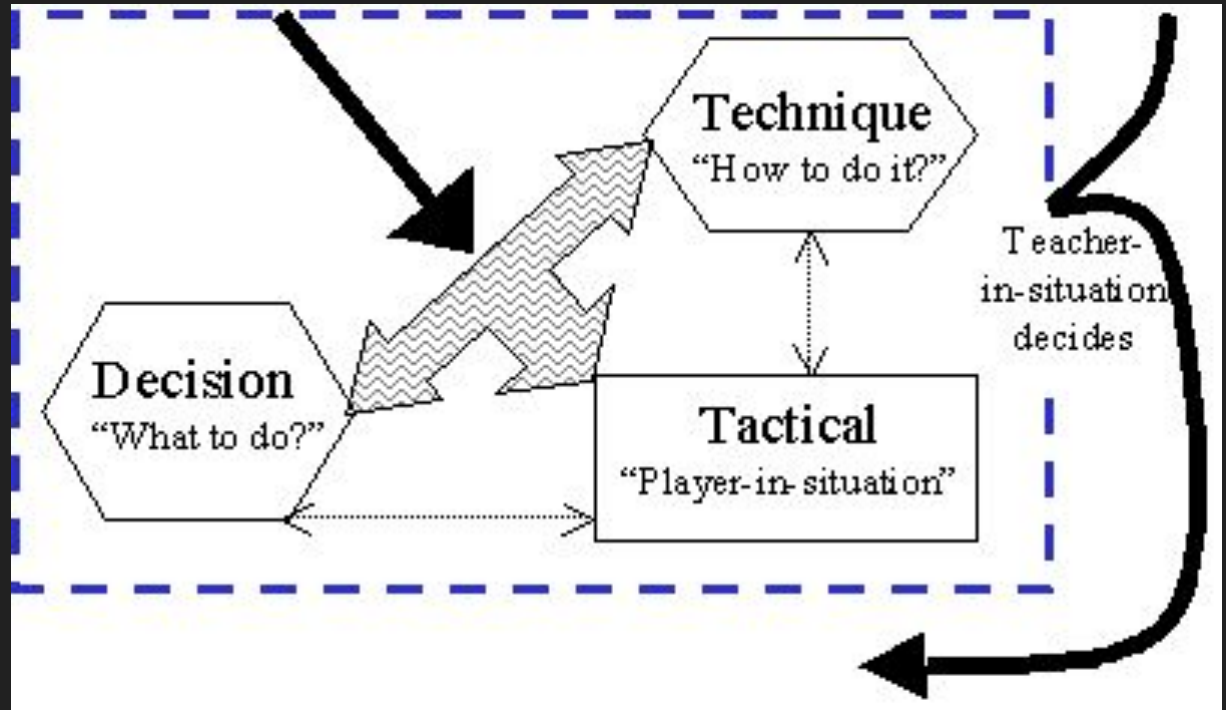 Technique
“How to do it?”
Teacher-
in-situation
decides
Decision
“What to do?”
Tactical
“Player-in-situation”